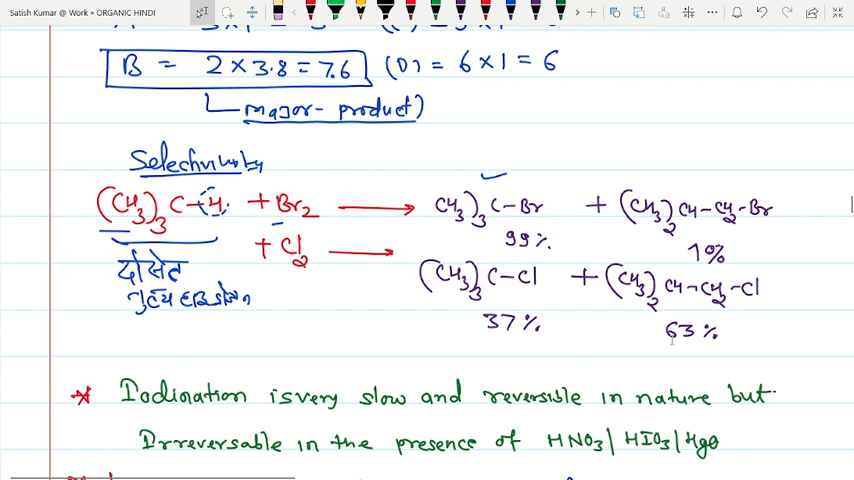 Satish Kumar @ Work • ORGANIC HINDI
B = 2 × 3.8 = 7.6 (D) = 6 × 1 = 6
major-product)
Selectivity
(CH3)3 C-H + Br2 → CH3)3 C-Br + (CH3)2 CH-CH2-Br
99% 1%
+ Cl2 → (CH3)3 C-Cl + (CH3)2 CH-CH2-Cl
37% 63%
* Iodination is very slow and reversible in nature but
Irreversable in the presence of HNO3/HIO3/HgO